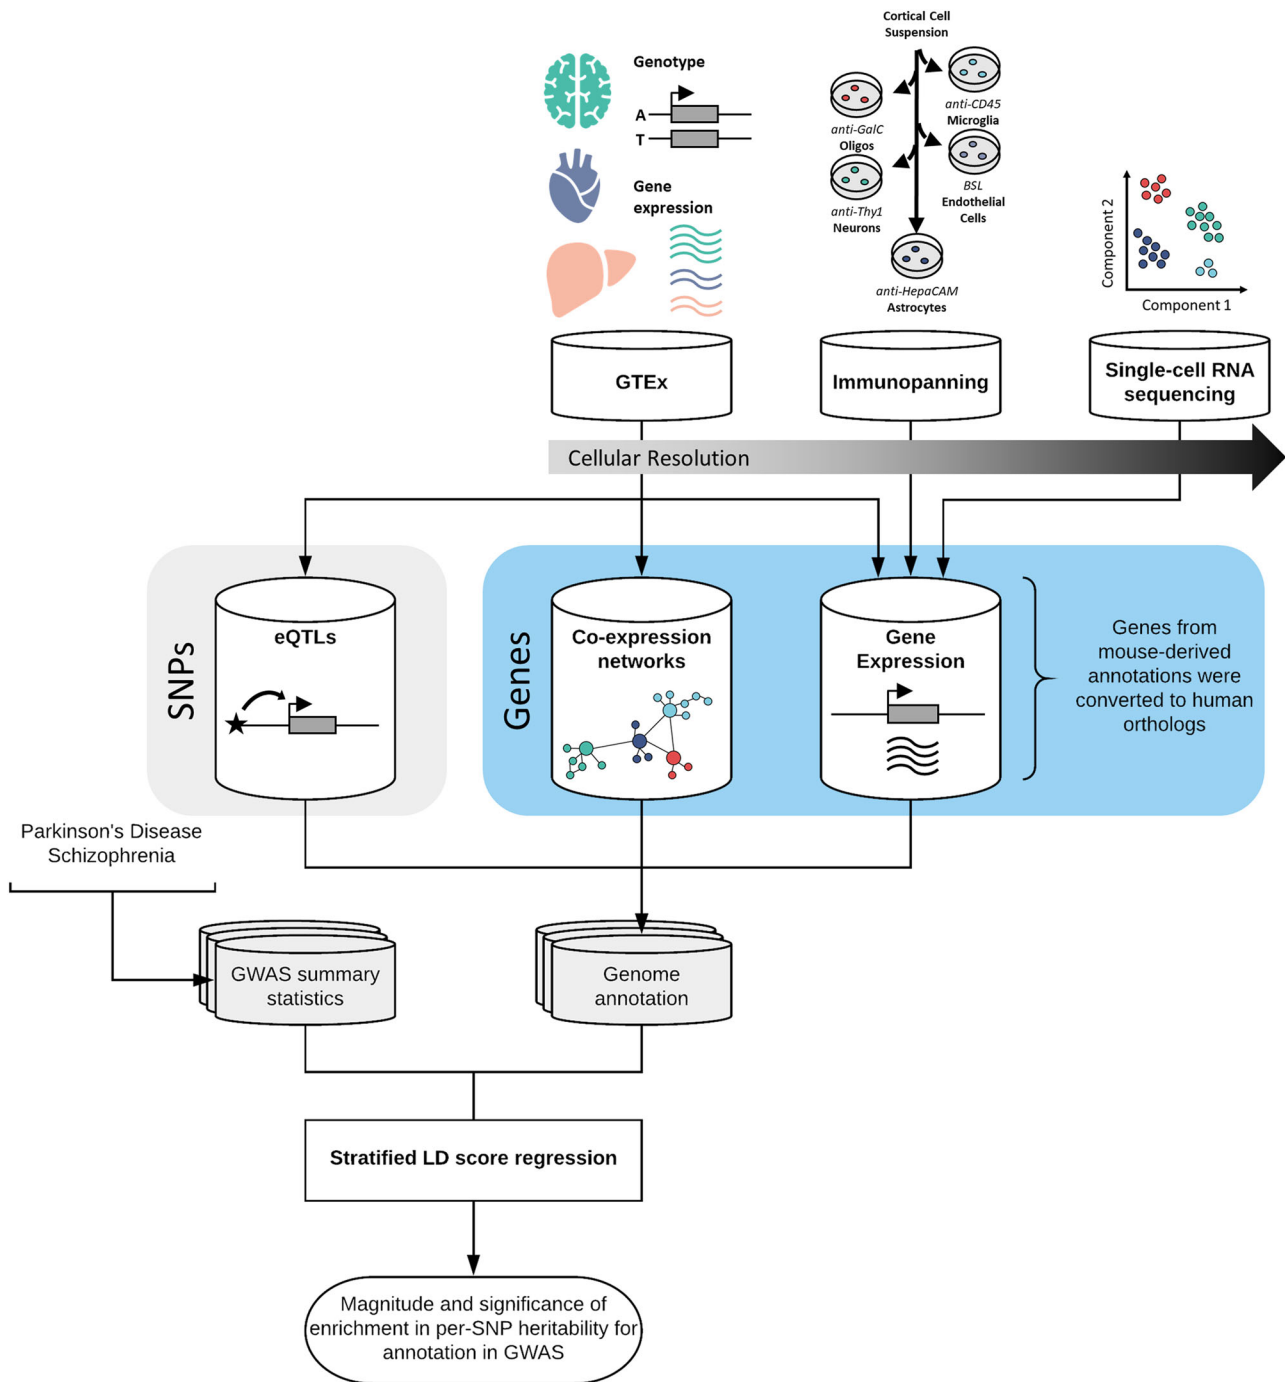 Cortical Cell
Suspension
Genotype
A
T
Gene
expression
anti-GalC
Oligos
anti-CD45
Microglia
anti-Thy1
Neurons
BSL
Endothelial
Cells
anti-HepaCAM
Astrocytes
Component 2
Component 1
GTEx
Immunopanning
Single-cell RNA
sequencing
Cellular Resolution
SNPs
eQTLs
Genes
Co-expression
networks
Gene
Expression
Genes from
mouse-derived
annotations were
converted to human
orthologs
Parkinson's Disease
Schizophrenia
GWAS summary
statistics
Genome
annotation
Stratified LD score regression
Magnitude and significance of
enrichment in per-SNP heritability for
annotation in GWAS